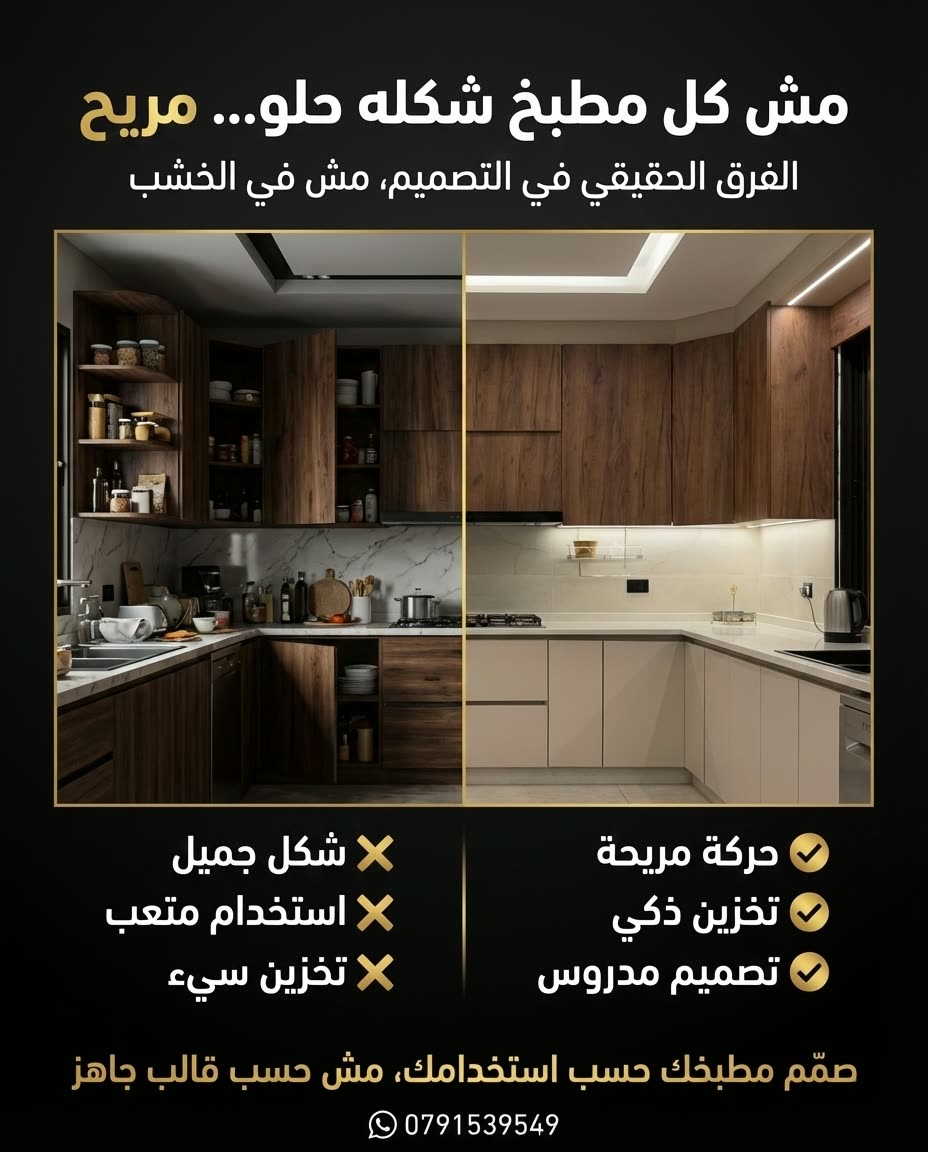 مش كل مطبخ شكله حلو... مريح
الفرق الحقيقي في التصميم، مش في الخشب
حركة مريحة
تخزين ذكي
تصميم مدروس
شكل جميل
استخدام متعب
تخزين سيء
صمّم مطبخك حسب استخدامك، مش حسب قالب جاهز
0791539549